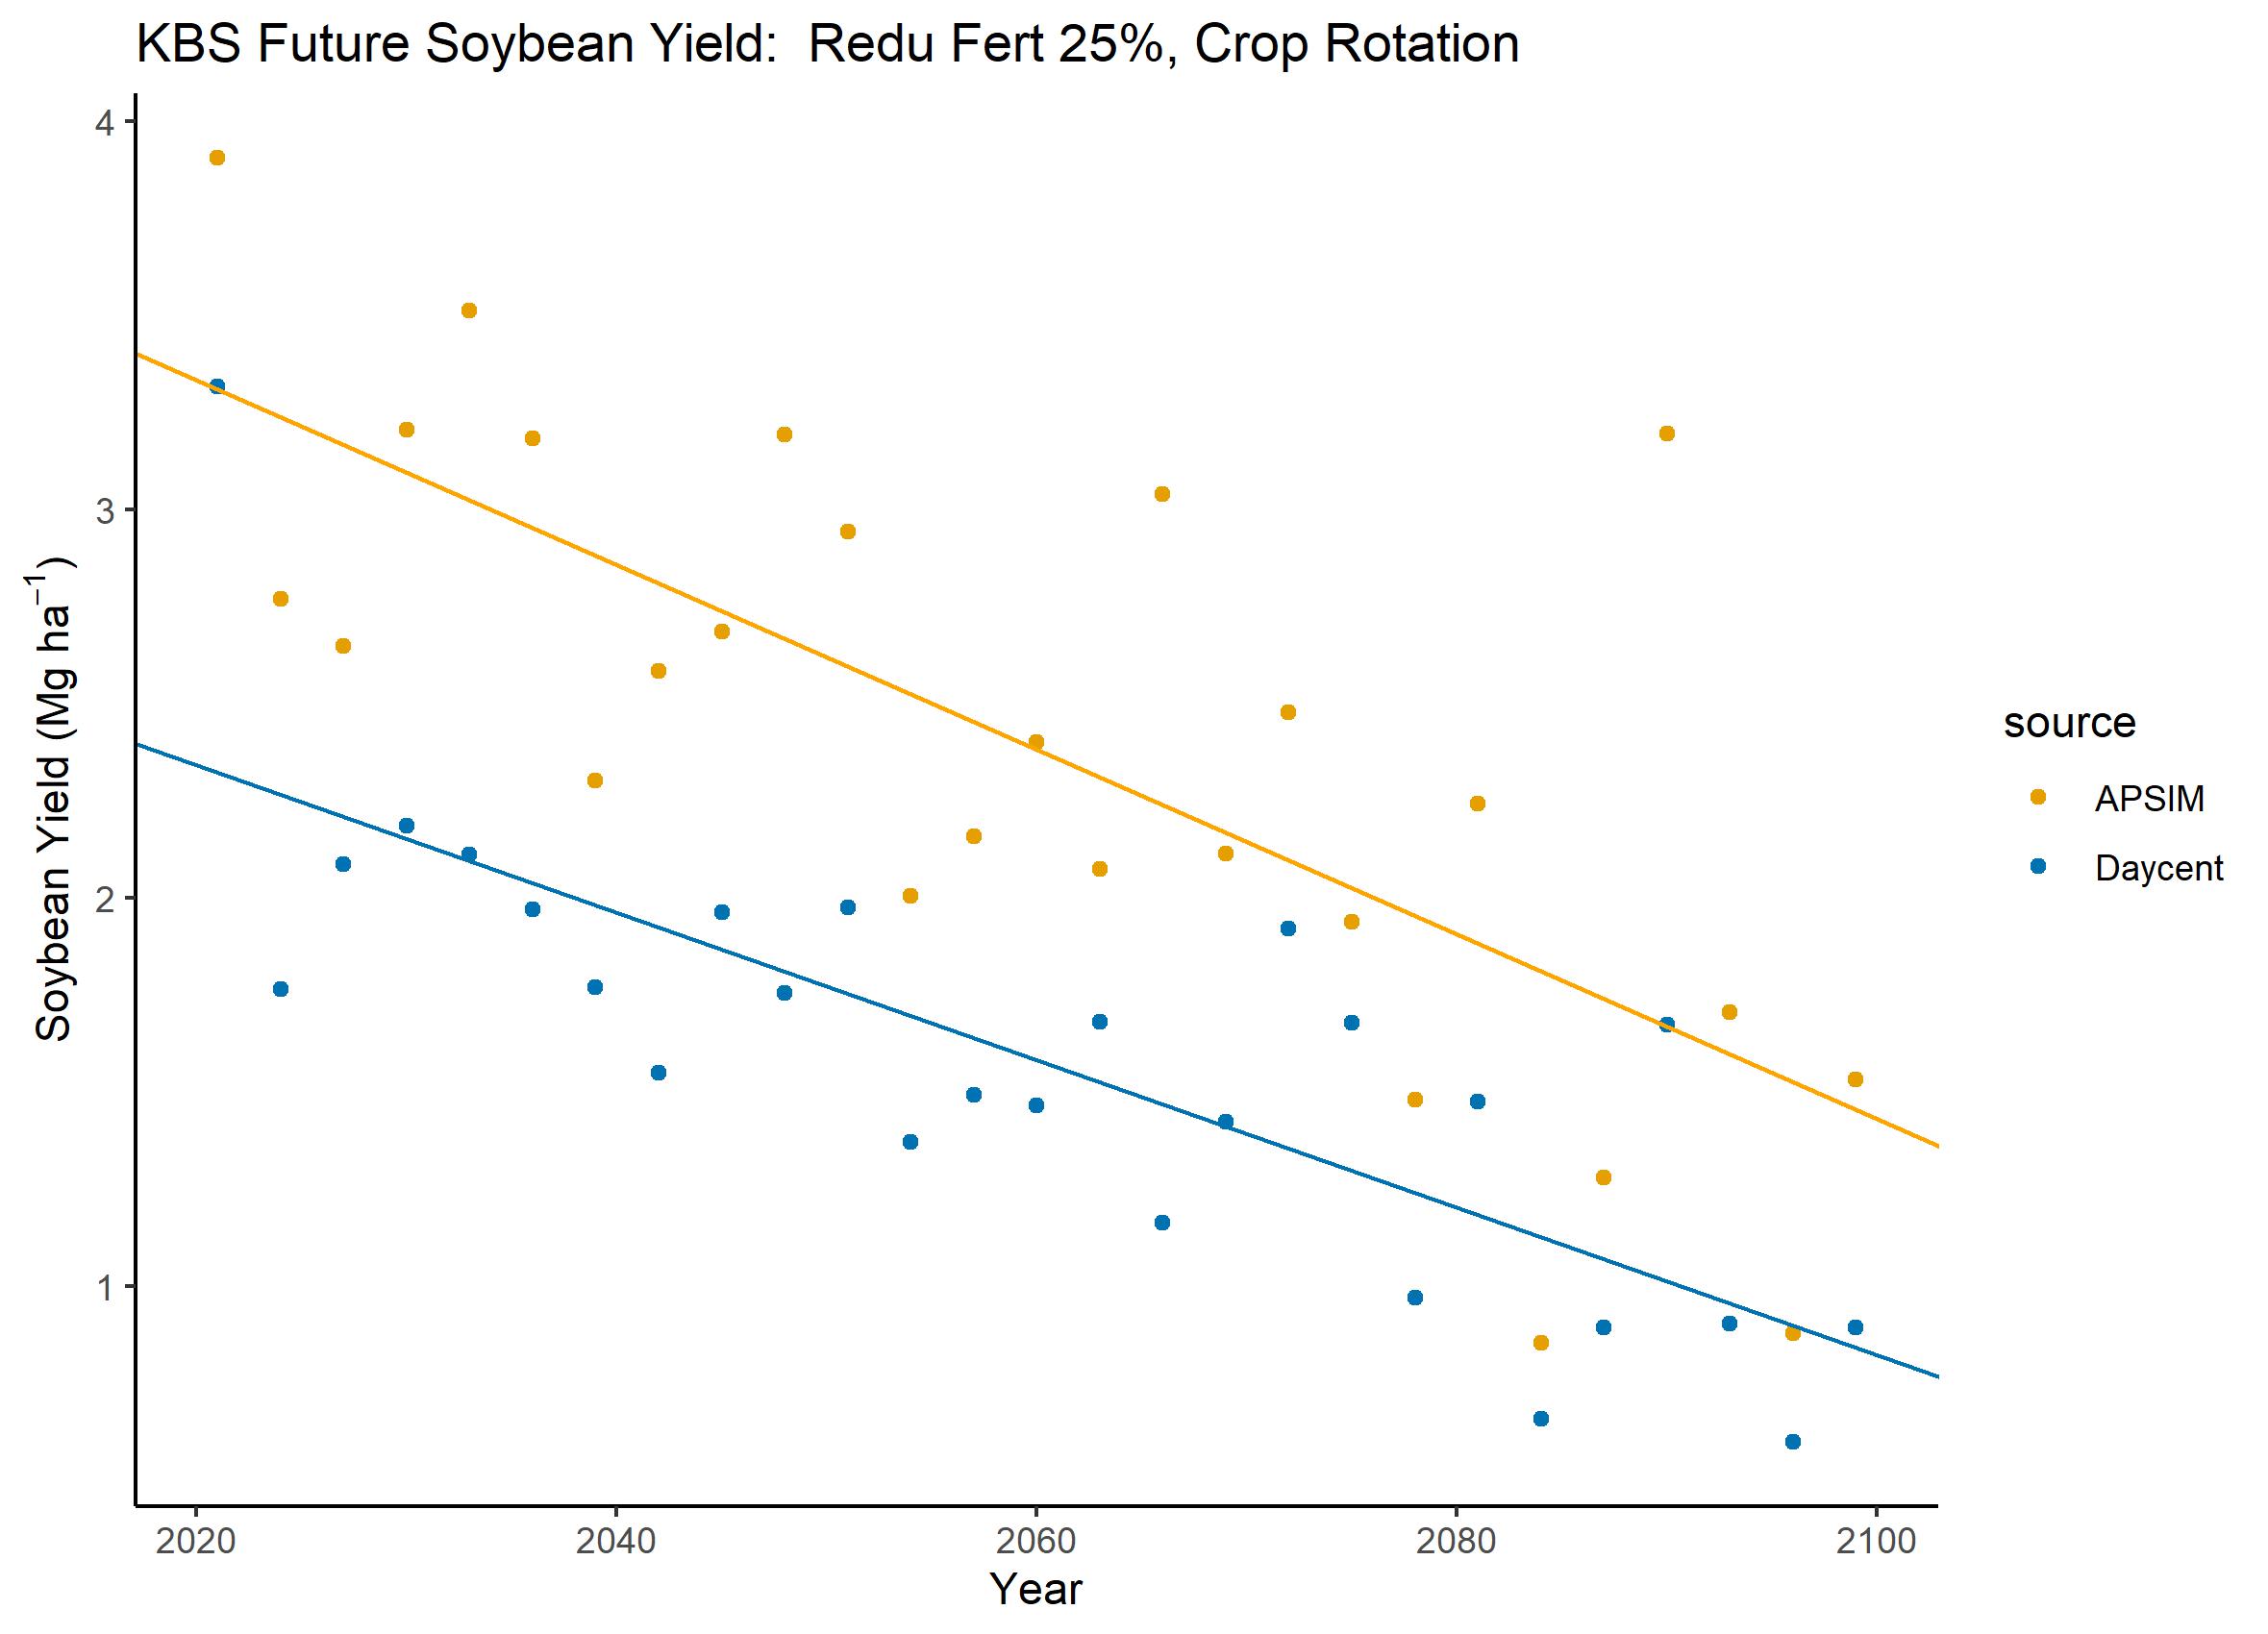 KBS Future Soybean Yield:  Redu Fert 25%, Crop Rotation
4
3
2
1
Soybean Yield (Mg ha⁻¹)
2020 2040 2060 2080 2100
Year
source
APSIM
Daycent